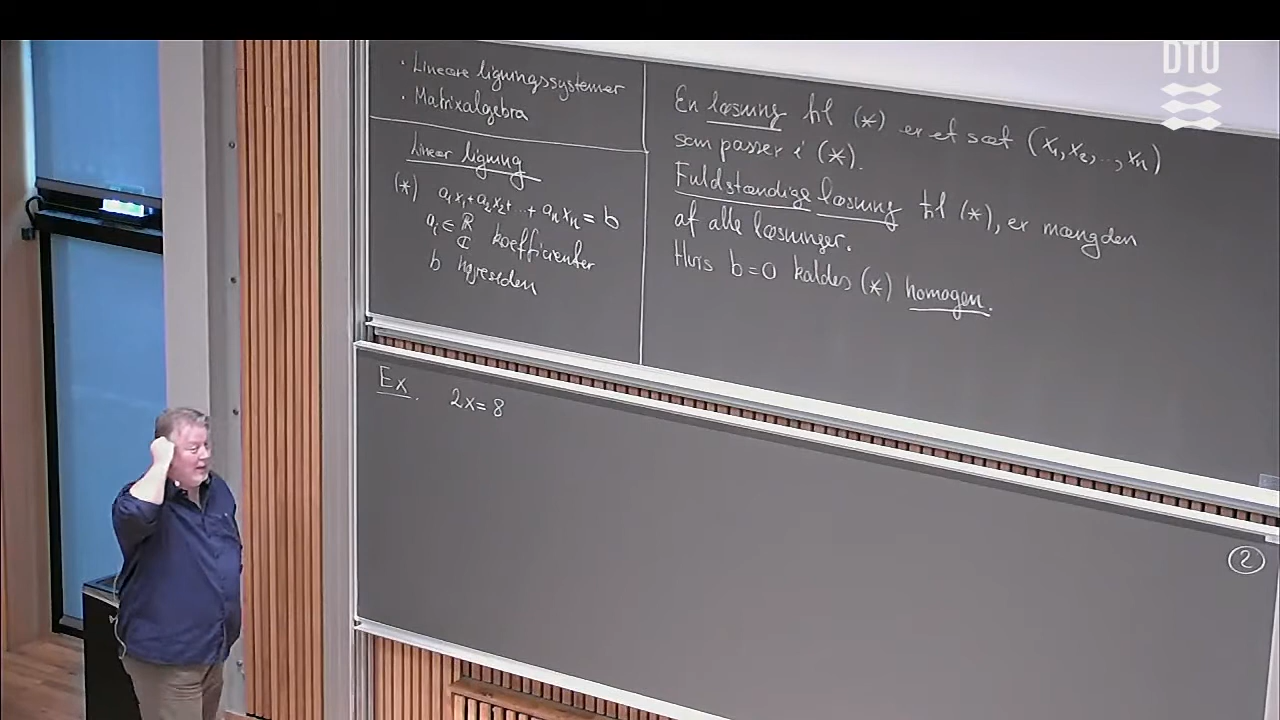 · Lineære ligningssystemer
· Matrixalgebra
Lineær ligning
(*) a₁x₁+a₂x₂+...+aₙxₙ = b
aᵢ ∈ ℝ koefficienter
ℂ
b højresiden
En løsning til (*) er et sæt (x₁, x₂, ..., xₙ)
som passer i (*).
Fuldstændige løsning til (*), er mængden
af alle løsninger.
Hvis b=0 kaldes (*) homogen.
Ex. 2x=8
2
DTU